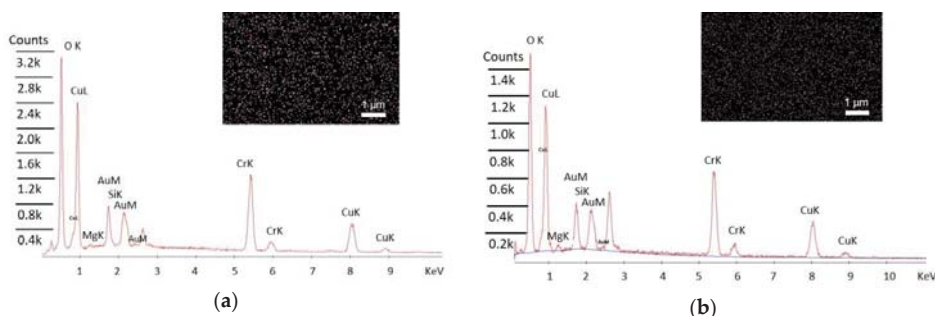 Counts
3.2k
2.8k
2.4k
2.0k
1.6k
1.2k
0.8k
0.4k
O K
CuL
CuL
MgK
AuM
SiK
AuM
AuM
CrK
CrK
CuK
CuK
1 2 3 4 5 6 7 8 9 KeV
1 µm
(a)
Counts
1.4k
1.2k
1.0k
0.8k
0.6k
0.4k
0.2k
O K
CuL
CuL
MgK
AuM
SiK
AuM
AuM
CrK
CrK
CuK
CuK
1 2 3 4 5 6 7 8 9 10 KeV
1 µm
(b)